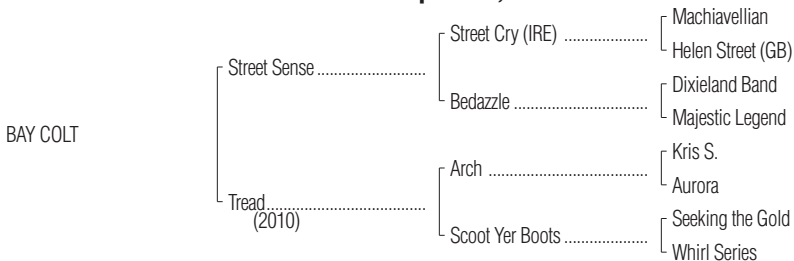 Machiavellian
Street Cry (IRE) ......................
Helen Street (GB)
Street Sense ............................
Dixieland Band
Bedazzle ...................................
Majestic Legend
BAY COLT
Kris S.
Arch ..........................................
Aurora
Tread..........................................
(2010)
Seeking the Gold
Scoot Yer Boots ......................
Whirl Series